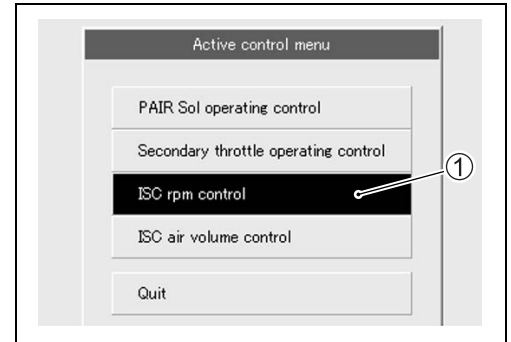 Active control menu
PAIR Sol operating control
Secondary throttle operating control
ISC rpm control
1
ISC air volume control
Quit